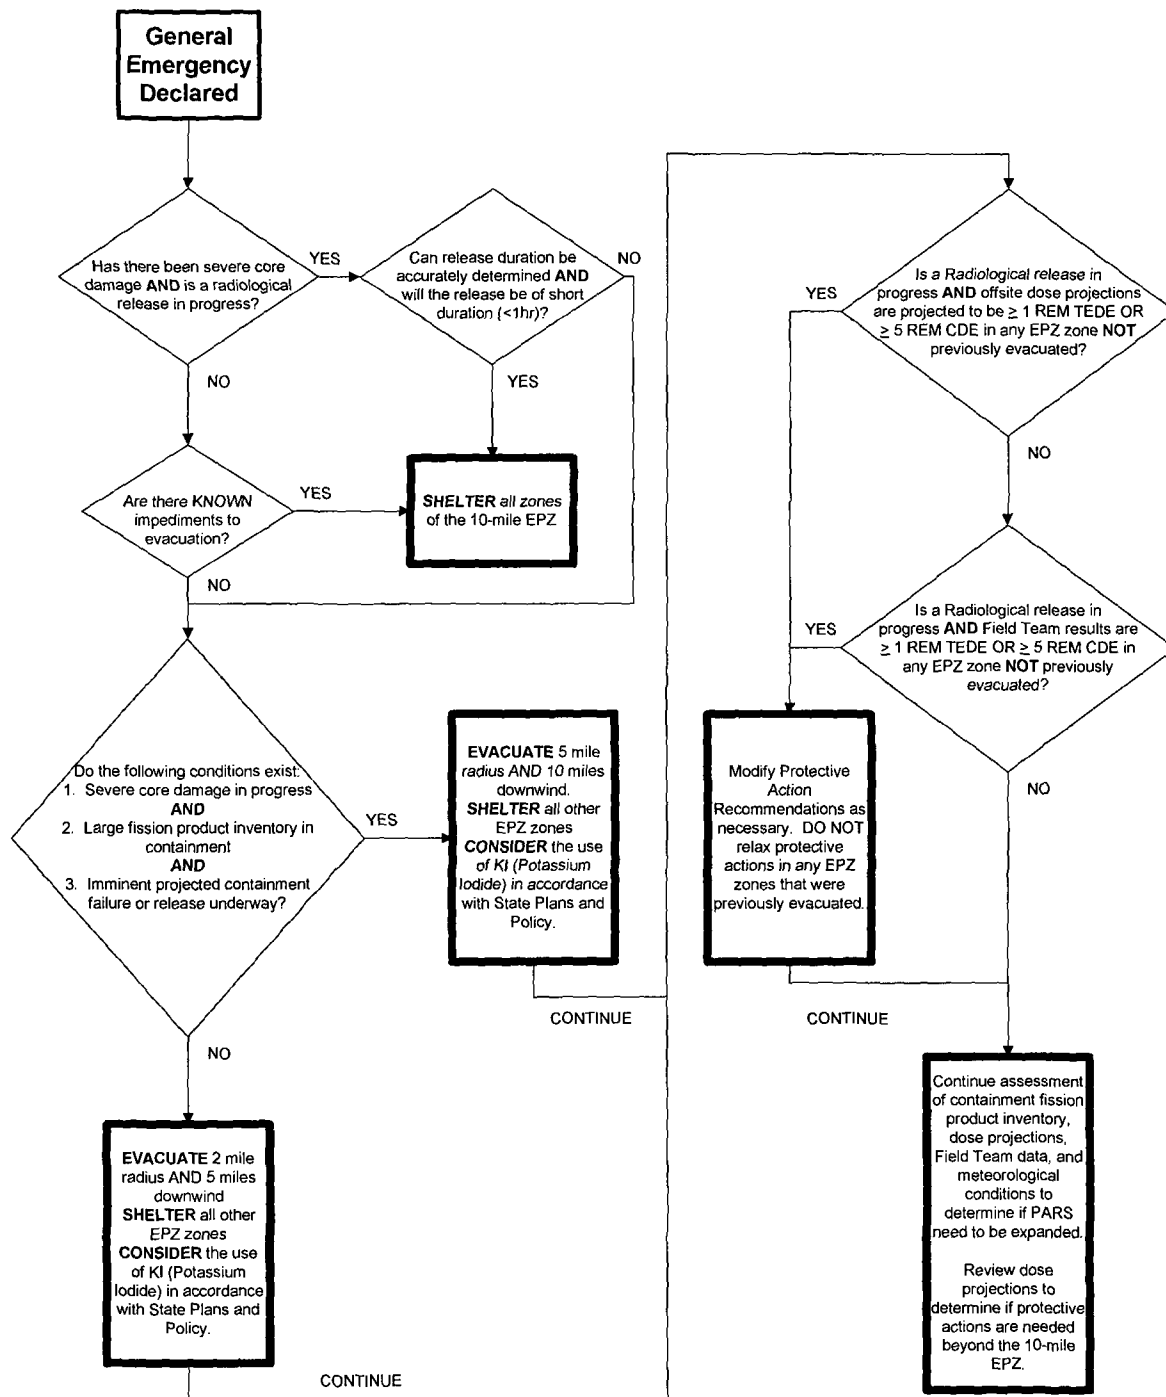 General
Emergency
Declared
Has there been severe core
damage AND is a radiological
release in progress?
YES
Can release duration be
accurately determined AND
will the release be of short
duration (<1hr)?
NO
NO
YES
Are there KNOWN
impediments to
evacuation?
YES
SHELTER all zones
of the 10-mile EPZ
NO
Do the following conditions exist:
1. Severe core damage in progress
AND
2. Large fission product inventory in
containment
AND
3. Imminent projected containment
failure or release underway?
YES
EVACUATE 5 mile
radius AND 10 miles
downwind.
SHELTER all other
EPZ zones
CONSIDER the use
of KI (Potassium
Iodide) in accordance
with State Plans and
Policy.
CONTINUE
NO
EVACUATE 2 mile
radius AND 5 miles
downwind
SHELTER all other
EPZ zones
CONSIDER the use
of KI (Potassium
Iodide) in accordance
with State Plans and
Policy.
CONTINUE
Is a Radiological release in
progress AND offsite dose projections
are projected to be ≥ 1 REM TEDE OR
≥ 5 REM CDE in any EPZ zone NOT
previously evacuated?
YES
NO
Is a Radiological release in
progress AND Field Team results are
≥ 1 REM TEDE OR ≥ 5 REM CDE in
any EPZ zone NOT previously
evacuated?
YES
NO
Modify Protective
Action
Recommendations as
necessary. DO NOT
relax protective
actions in any EPZ
zones that were
previously evacuated.
CONTINUE
Continue assessment
of containment fission
product inventory,
dose projections,
Field Team data, and
meteorological
conditions to
determine if PARS
need to be expanded.
Review dose
projections to
determine if protective
actions are needed
beyond the 10-mile
EPZ.